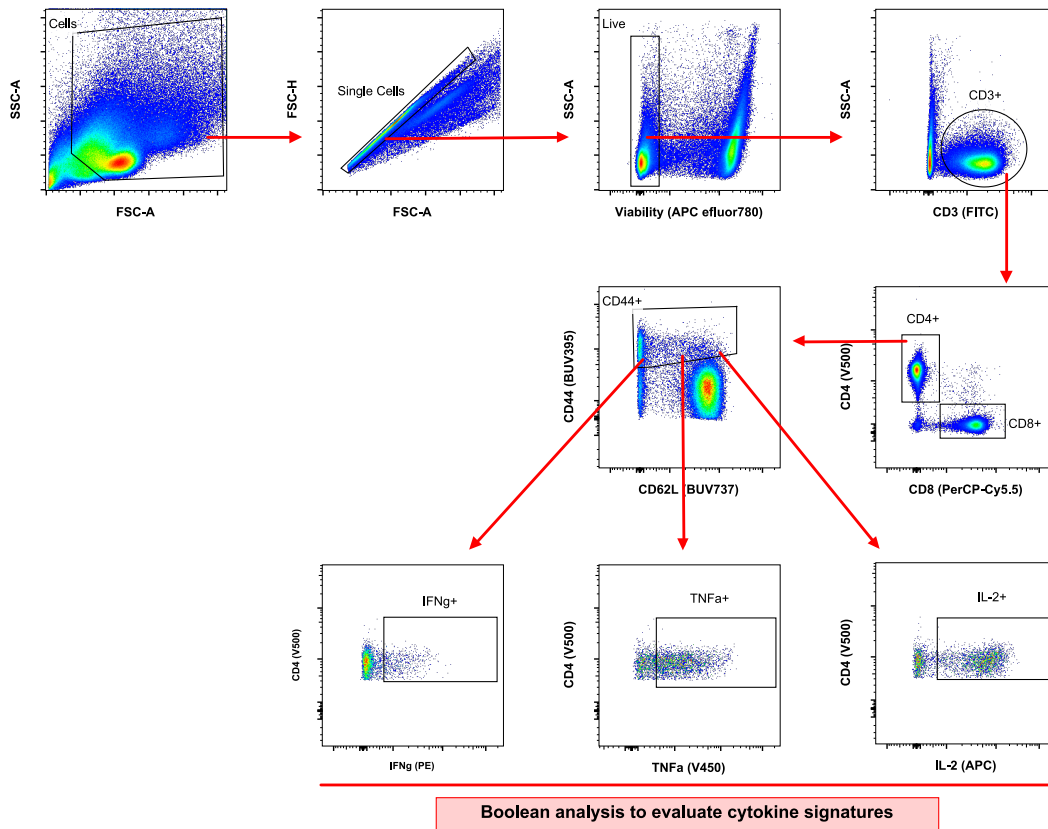 Cells
SSC-A
FSC-A
Single Cells
FSC-H
FSC-A
Live
SSC-A
Viability (APC efluor780)
CD3+
SSC-A
CD3 (FITC)
CD44+
CD44 (BUV395)
CD62L (BUV737)
CD4+
CD8+
CD4 (V500)
CD8 (PerCP-Cy5.5)
IFNg+
CD4 (V500)
IFNg (PE)
TNFa+
CD4 (V500)
TNFa (V450)
IL-2+
CD4 (V500)
IL-2 (APC)
Boolean analysis to evaluate cytokine signatures